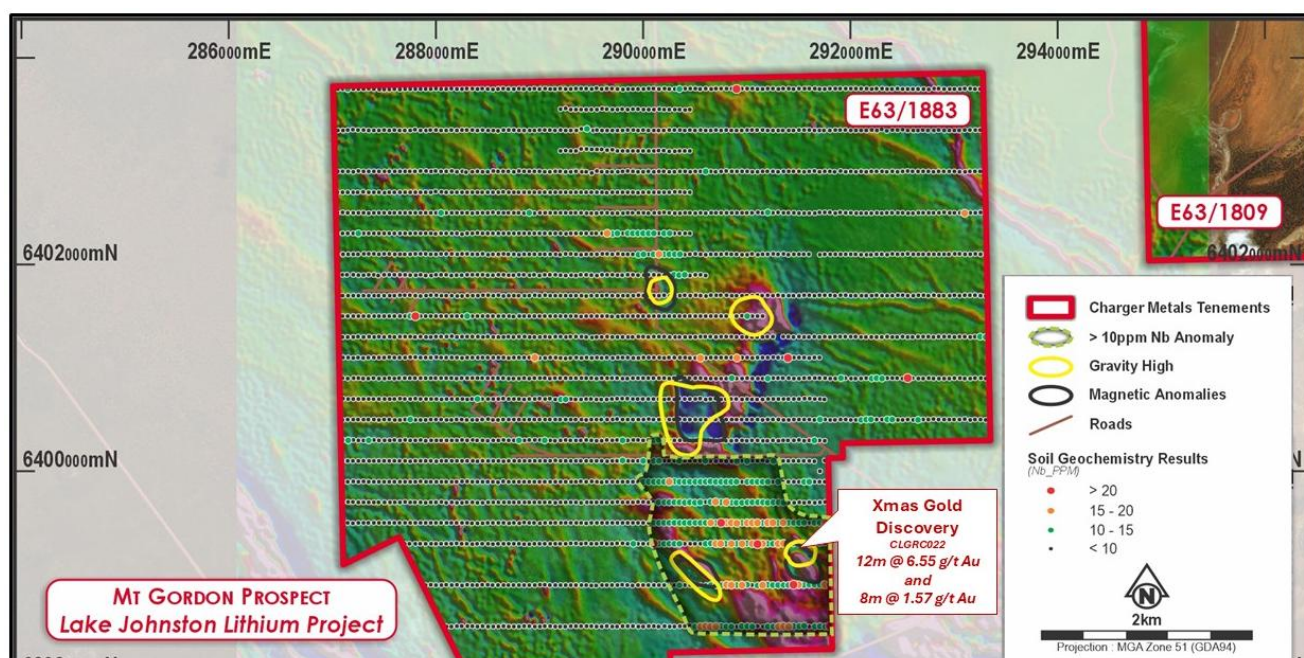 286000mE
288000mE
290000mE
292000mE
294000mE
E63/1883
E63/1809
6402000mN
6402000mN
Charger Metals Tenements
> 10ppm Nb Anomaly
Gravity High
Magnetic Anomalies
Roads
Soil Geochemistry Results
(Nb_PPM)
> 20
15 - 20
10 - 15
< 10
6400000mN
Xmas Gold
Discovery
CLGRC022
12m @ 6.55 g/t Au
and
8m @ 1.57 g/t Au
MT GORDON PROSPECT
Lake Johnston Lithium Project
N
2km
Projection : MGA Zone 51 (GDA94)